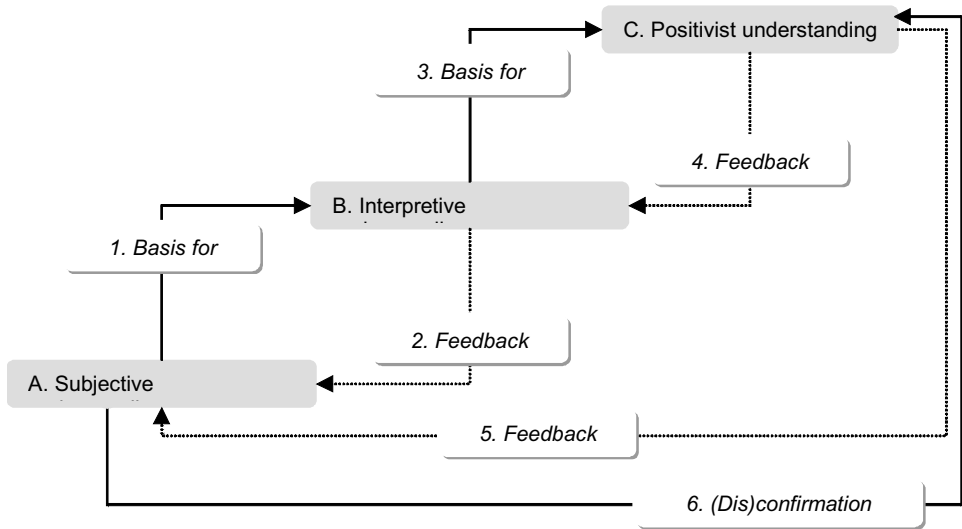 C. Positivist understanding
3. Basis for
4. Feedback
B. Interpretive
1. Basis for
2. Feedback
A. Subjective
5. Feedback
6. (Dis)confirmation